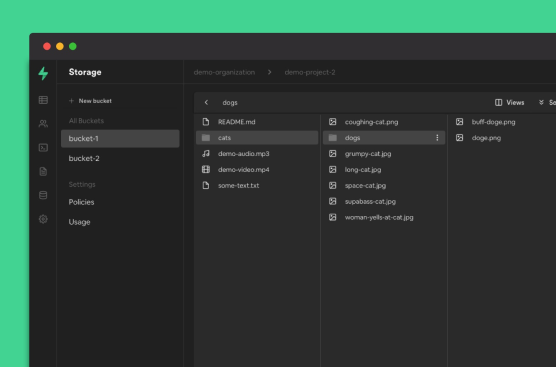 Storage
demo-organization > demo-project-2
+ New bucket
All Buckets
bucket-1
bucket-2
Settings
Policies
Usage
< dogs
Views
So
README.md
cats
demo-audio.mp3
demo-video.mp4
some-text.txt
coughing-cat.png
dogs
grumpy-cat.jpg
long-cat.jpg
space-cat.jpg
supabass-cat.jpg
woman-yells-at-cat.jpg
buff-doge.png
doge.png